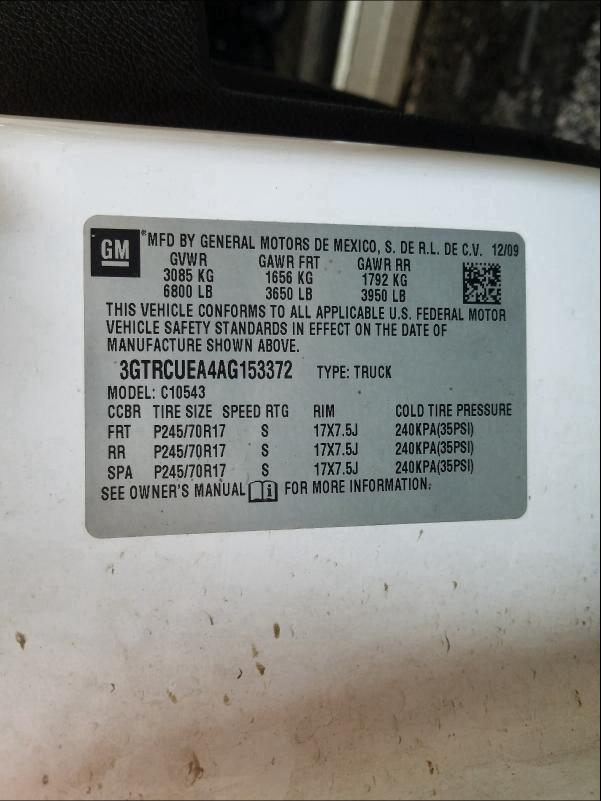 GM
®MFD BY GENERAL MOTORS DE MEXICO, S. DE R.L. DE C.V. 12/09
GVWR GAWR FRT GAWR RR
3085 KG 1656 KG 1792 KG
6800 LB 3650 LB 3950 LB
THIS VEHICLE CONFORMS TO ALL APPLICABLE U.S. FEDERAL MOTOR
VEHICLE SAFETY STANDARDS IN EFFECT ON THE DATE OF
MANUFACTURE SHOWN ABOVE.
3GTRCUEA4AG153372 TYPE: TRUCK
MODEL: C10543
CCBR TIRE SIZE SPEED RTG RIM COLD TIRE PRESSURE
FRT P245/70R17 S 17X7.5J 240KPA(35PSI)
RR P245/70R17 S 17X7.5J 240KPA(35PSI)
SPA P245/70R17 S 17X7.5J 240KPA(35PSI)
SEE OWNER'S MANUAL i FOR MORE INFORMATION.